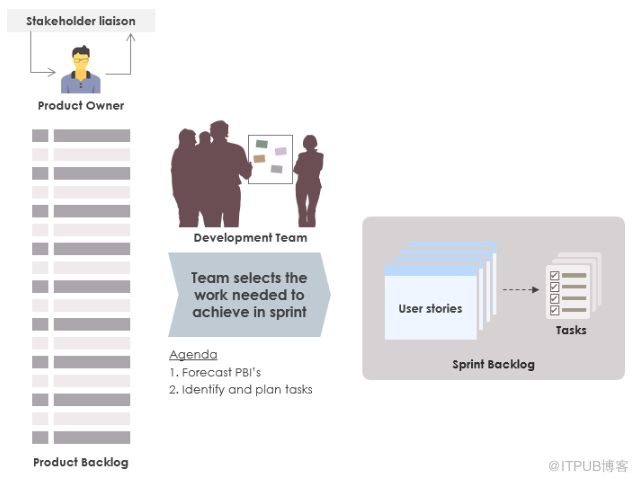 Stakeholder liaison
Product Owner
Development Team
Team selects the
work needed to
achieve in sprint
Agenda
1. Forecast PBI's
2. Identify and plan tasks
Product Backlog
User stories
Tasks
Sprint Backlog
@ITPUB博客